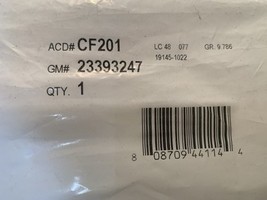 ACD# CF201 LC 48 077 GR. 9.766
19145-1022
GM# 23393247
QTY. 1
8 08709 44114 4